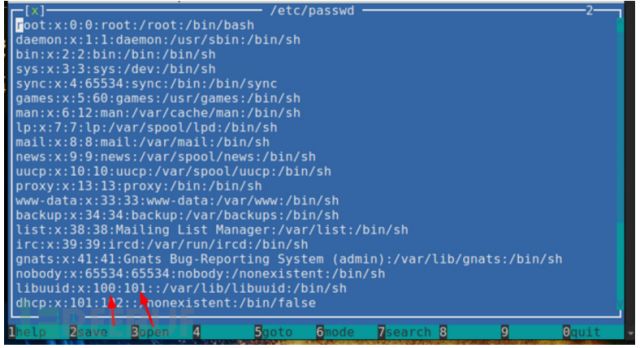 [x] /etc/passwd 2
root:x:0:0:root:/root:/bin/bash
daemon:x:1:1:daemon:/usr/sbin:/bin/sh
bin:x:2:2:bin:/bin:/bin/sh
sys:x:3:3:sys:/dev:/bin/sh
sync:x:4:65534:sync:/bin:/bin/sync
games:x:5:60:games:/usr/games:/bin/sh
man:x:6:12:man:/var/cache/man:/bin/sh
lp:x:7:7:lp:/var/spool/lpd:/bin/sh
mail:x:8:8:mail:/var/mail:/bin/sh
news:x:9:9:news:/var/spool/news:/bin/sh
uucp:x:10:10:uucp:/var/spool/uucp:/bin/sh
proxy:x:13:13:proxy:/bin:/bin/sh
www-data:x:33:33:www-data:/var/www:/bin/sh
backup:x:34:34:backup:/var/backups:/bin/sh
list:x:38:38:Mailing List Manager:/var/list:/bin/sh
irc:x:39:39:ircd:/var/run/ircd:/bin/sh
gnats:x:41:41:Gnats Bug-Reporting System (admin):/var/lib/gnats:/bin/sh
nobody:x:65534:65534:nobody:/nonexistent:/bin/sh
libuuid:x:100:101::/var/lib/libuuid:/bin/sh
dhcp:x:101:102::/nonexistent:/bin/false
1help 2save 3open 4 5goto 6mode 7search 8 9 0quit